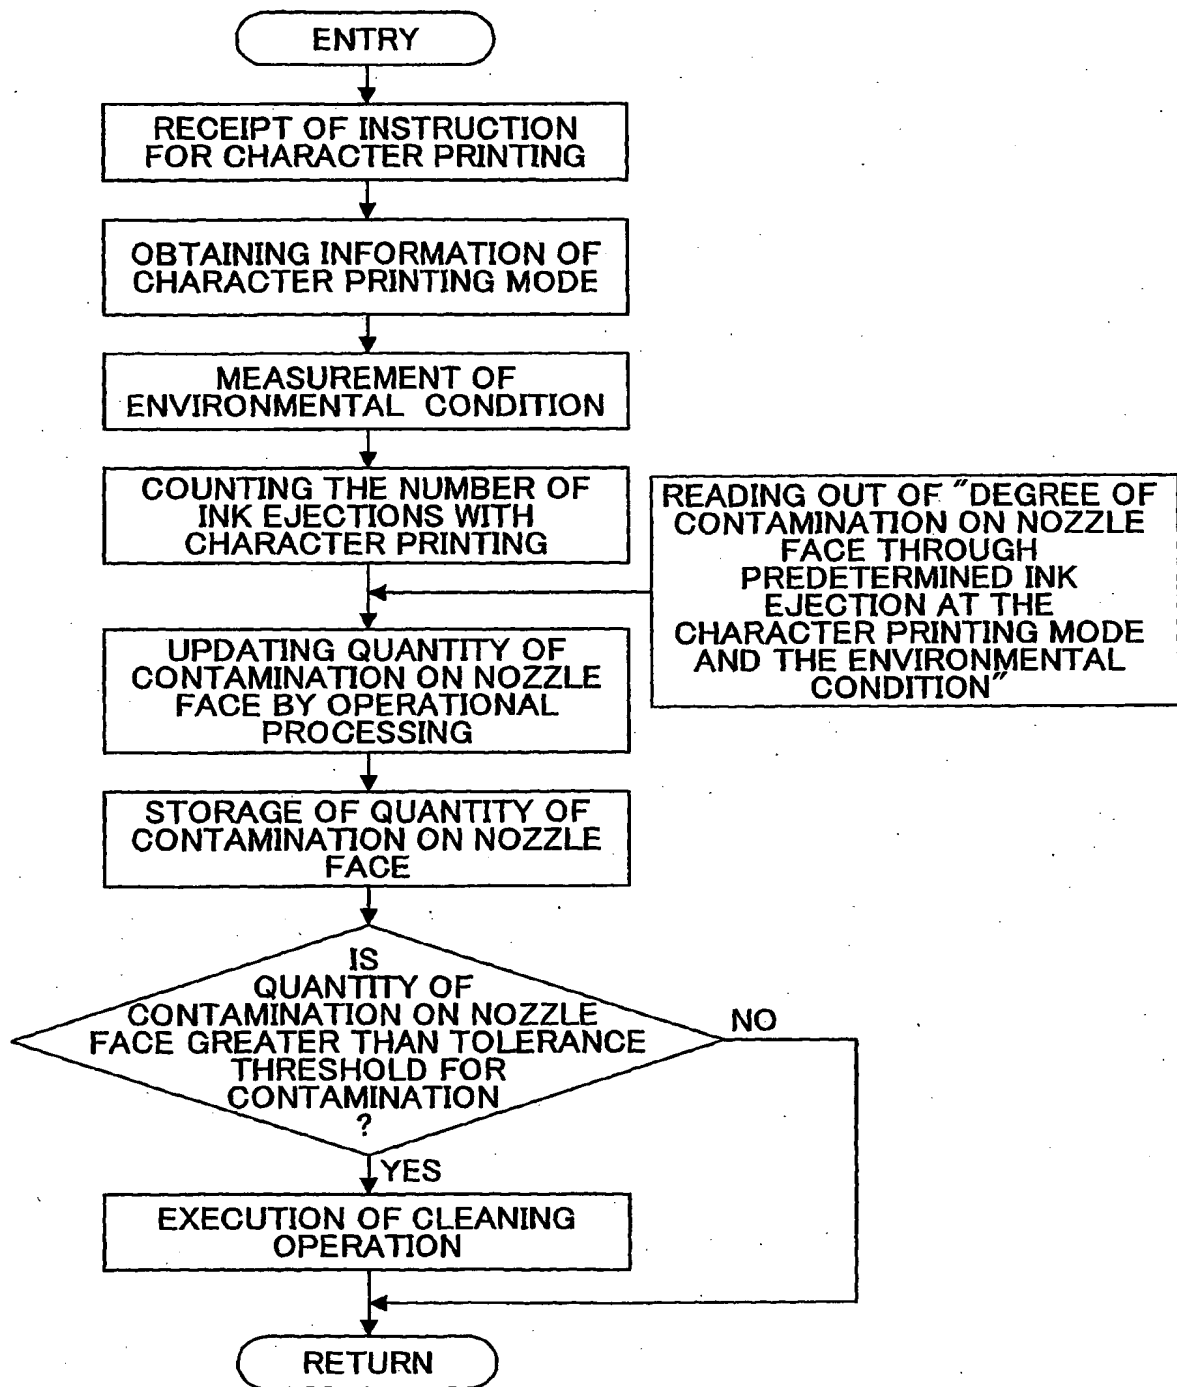 ENTRY
RECEIPT OF INSTRUCTION
FOR CHARACTER PRINTING
OBTAINING INFORMATION OF
CHARACTER PRINTING MODE
MEASUREMENT OF
ENVIRONMENTAL CONDITION
COUNTING THE NUMBER OF
INK EJECTIONS WITH
CHARACTER PRINTING
READING OUT OF "DEGREE OF
CONTAMINATION ON NOZZLE
FACE THROUGH
PREDETERMINED INK
EJECTION AT THE
CHARACTER PRINTING MODE
AND THE ENVIRONMENTAL
CONDITION"
UPDATING QUANTITY OF
CONTAMINATION ON NOZZLE
FACE BY OPERATIONAL
PROCESSING
STORAGE OF QUANTITY OF
CONTAMINATION ON NOZZLE
FACE
IS
QUANTITY OF
CONTAMINATION ON NOZZLE
FACE GREATER THAN TOLERANCE
THRESHOLD FOR
CONTAMINATION
?
NO
YES
EXECUTION OF CLEANING
OPERATION
RETURN